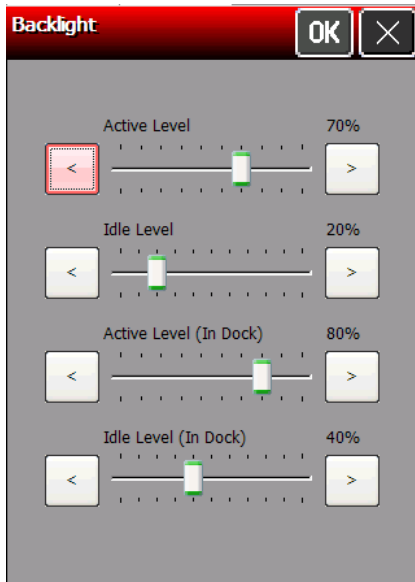 Backlight
OK
Active Level 70%
< >
Idle Level 20%
< >
Active Level (In Dock) 80%
< >
Idle Level (In Dock) 40%
< >